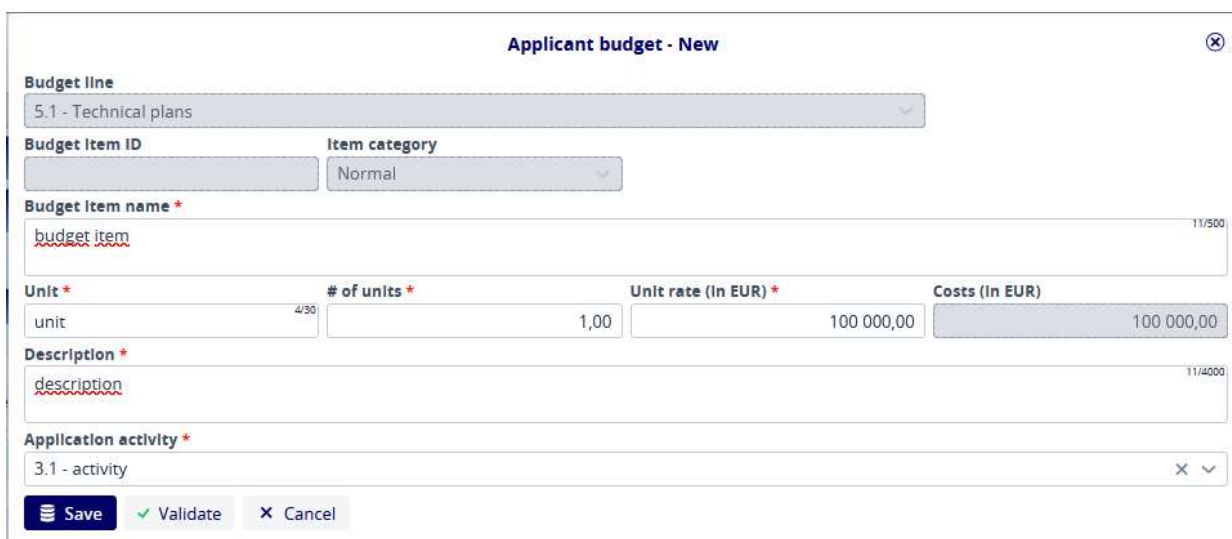 Applicant budget - New
Budget line
5.1 - Technical plans
Budget Item ID Item category
Normal
Budget item name *
budget item 11/500
Unit * # of units * Unit rate (in EUR) * Costs (in EUR)
unit 4/30 1,00 100 000,00 100 000,00
Description *
description 11/4000
Application activity *
3.1 - activity
Save Validate Cancel